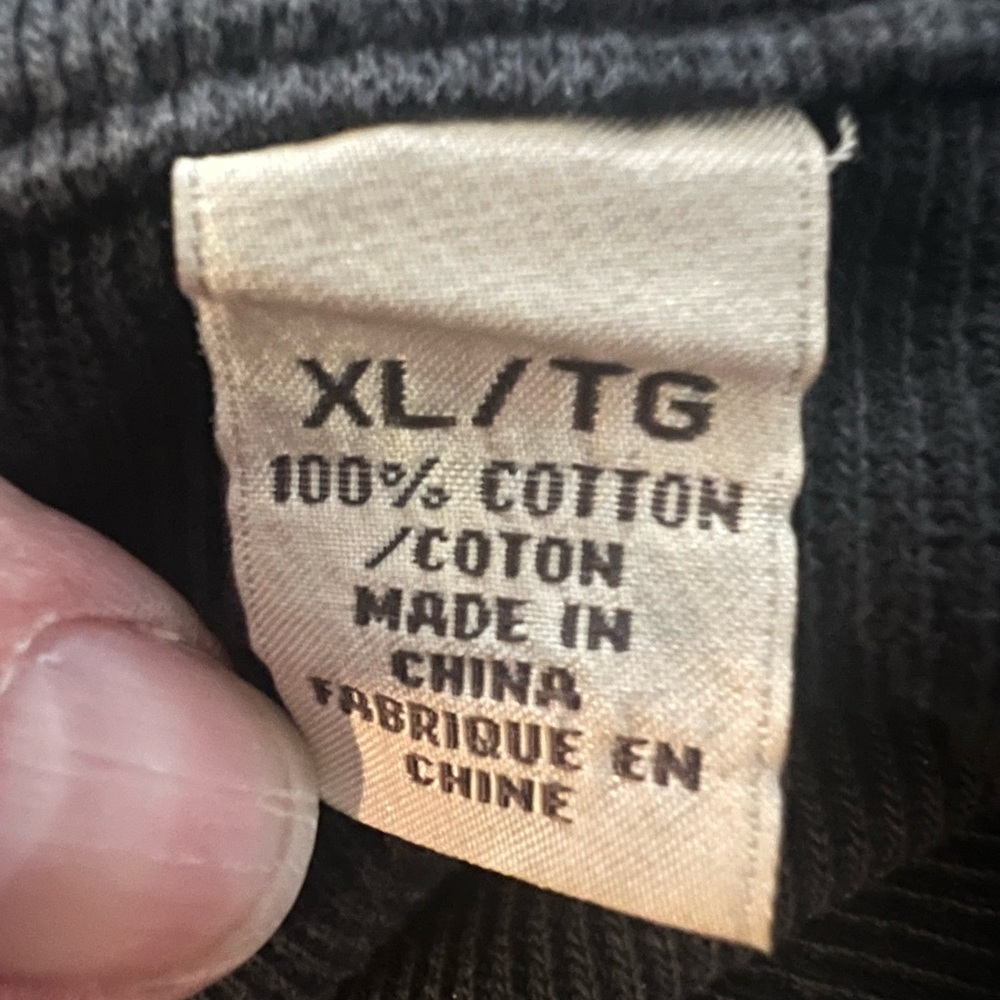 XL/TG
100% COTTON
/COTON
MADE IN
CHINA
FABRIQUE EN
CHINE